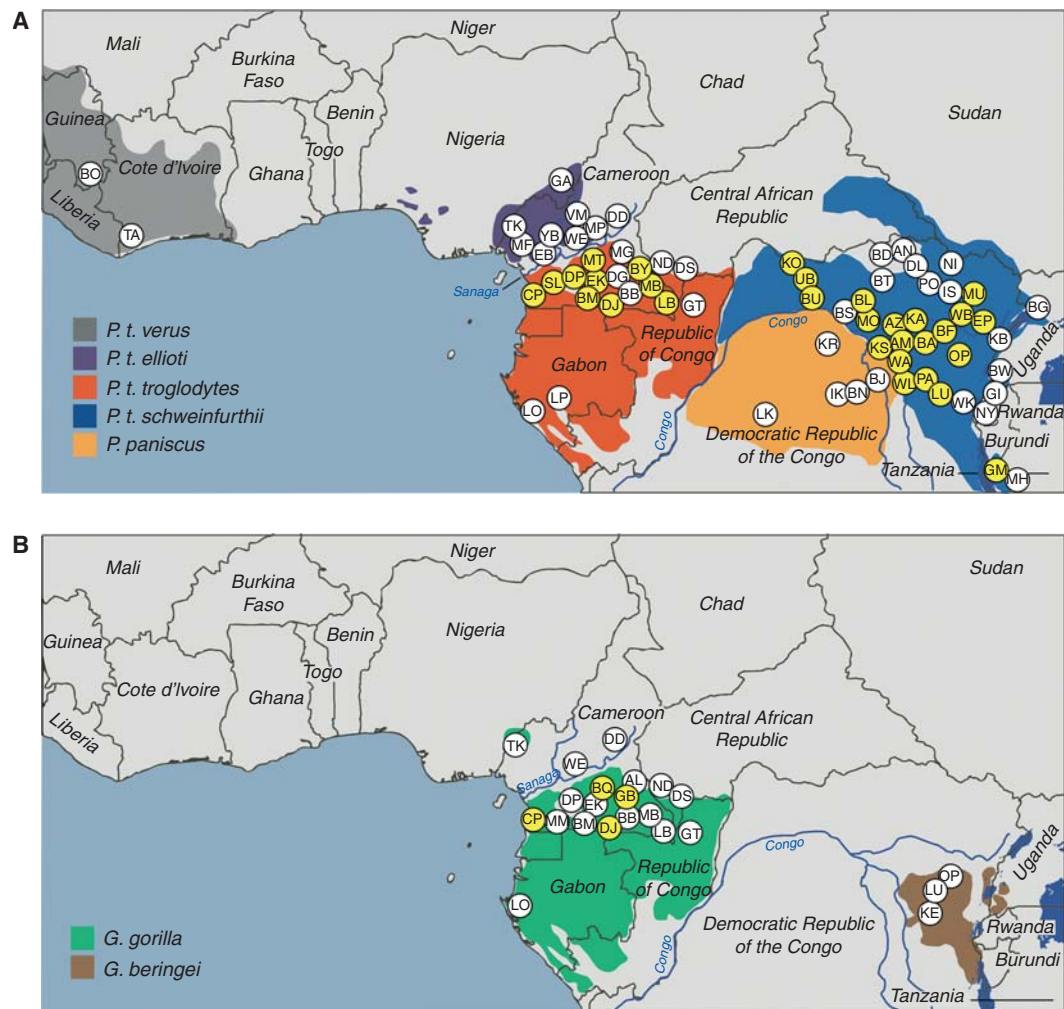 A
Mali
Niger
Burkina
Faso
Chad
Sudan
Guinea
Benin
Nigeria
Togo
Cote d'Ivoire
Ghana
Cameroon
Central African
Republic
Liberia
BO
TA
GA
TK
VM
DD
MF
YB
WE
MP
EB
Sanaga
MT
MG
ND
DS
CP
SL
DP
EK
DG
BY
MB
BM
DJ
BB
LB
GT
KO
UB
BU
BD
AN
DL
NI
BT
PO
IS
MU
BG
BS
BL
MO
AZ
KA
WB
EP
BF
KB
Congo
KR
KS
AM
BA
OP
WA
BW
Uganda
IK
BN
BJ
WL
PA
LU
WK
GI
NY
Rwanda
LK
Burundi
Republic
of Congo
Gabon
LO
LP
Congo
Democratic Republic
of the Congo
Tanzania
GM
MH
P. t. verus
P. t. ellioti
P. t. troglodytes
P. t. schweinfurthii
P. paniscus
B
Mali
Niger
Burkina
Faso
Chad
Sudan
Guinea
Benin
Nigeria
Togo
Cote d'Ivoire
Ghana
Cameroon
Central African
Republic
Liberia
TK
DD
WE
Sanaga
AL
ND
DS
BQ
GB
DP
EK
CP
MM
BM
DJ
BB
MB
LB
GT
Congo
Uganda
Gabon
Republic
of Congo
OP
LU
KE
LO
Congo
Democratic Republic
of the Congo
Rwanda
Burundi
Tanzania
G. gorilla
G. beringei